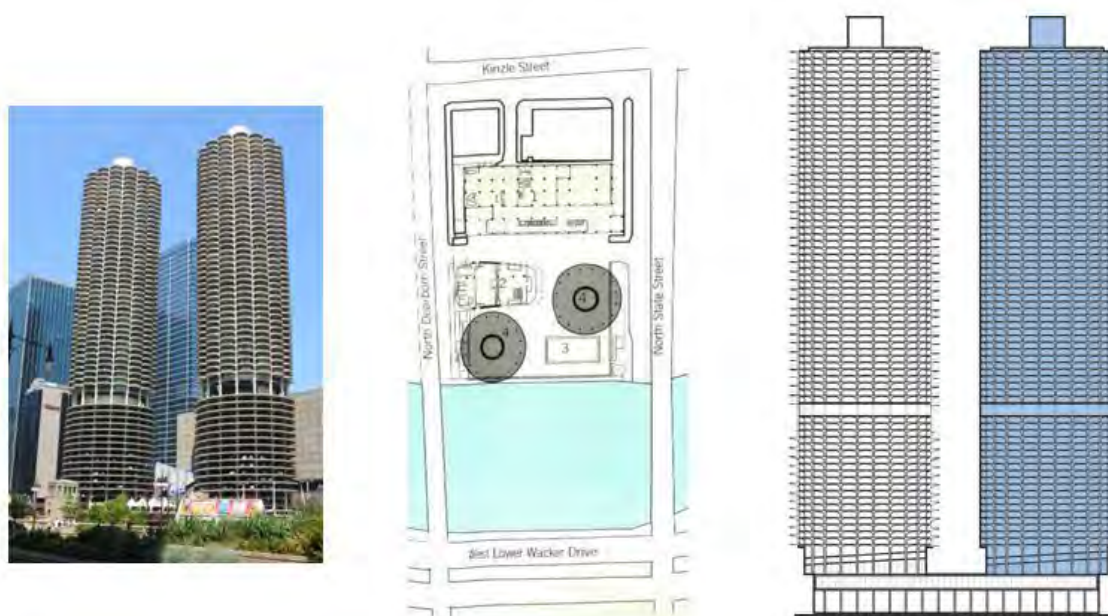 Kinzie Street
North Dearborn Street
North State Street
2
4
4
3
West Lower Wacker Drive